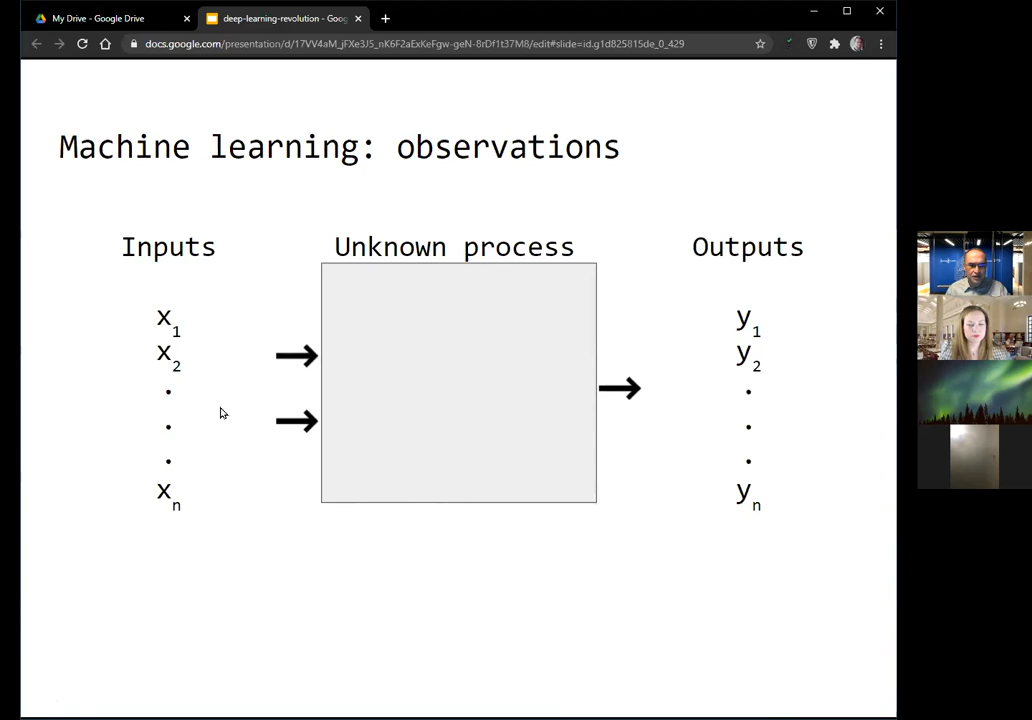 My Drive - Google Drive
deep-learning-revolution - Goog
docs.google.com/presentation/d/17VV4aM_jFXe3J5_nK6F2aExKeFgw-geN-8rDf1t37M8/edit#slide=id.g1d825815de_0_429
Machine learning: observations
Inputs Unknown process Outputs
x1 y1
x2 y2
. .
. .
. .
xn yn